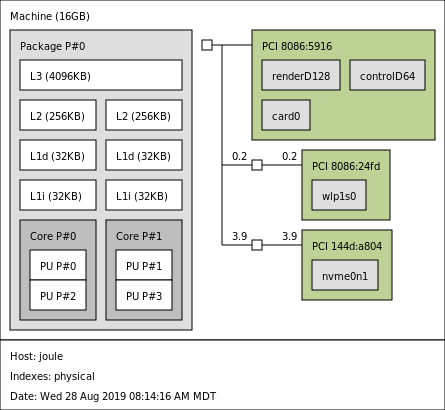 Machine (16GB)
Package P#0
L3 (4096KB)
L2 (256KB) L2 (256KB)
L1d (32KB) L1d (32KB)
L1i (32KB) L1i (32KB)
Core P#0 Core P#1
PU P#0 PU P#1
PU P#2 PU P#3
PCI 8086:5916
renderD128 controlD64
card0
0.2 0.2 PCI 8086:24fd
wlp1s0
3.9 3.9 PCI 144d:a804
nvme0n1
Host: joule
Indexes: physical
Date: Wed 28 Aug 2019 08:14:16 AM MDT